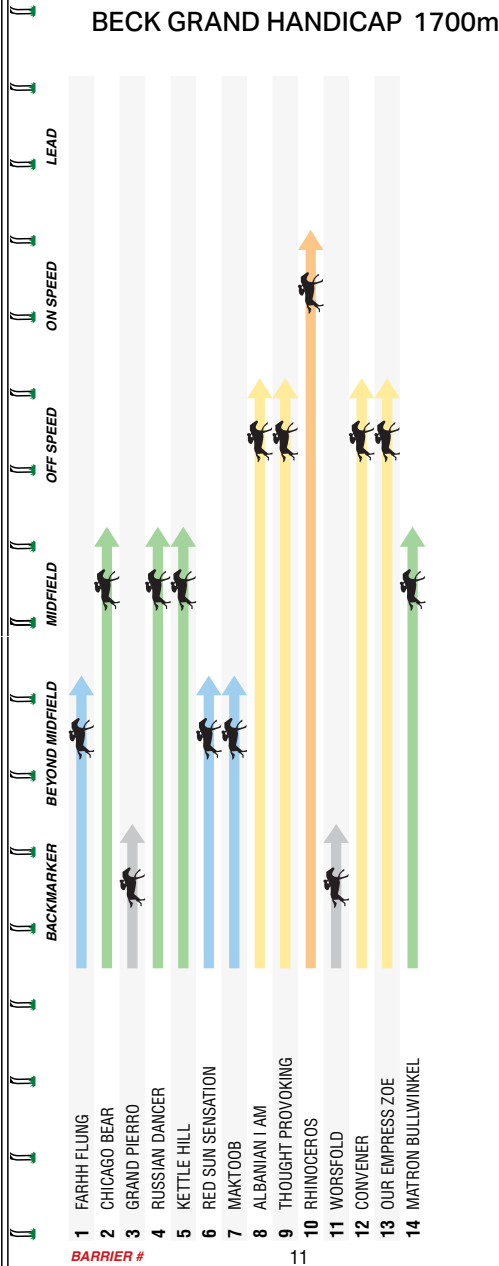 BECK GRAND HANDICAP 1700m
LEAD
ON SPEED
OFF SPEED
MIDFIELD
BEYOND MIDFIELD
BACKMARKER
1 FARHH FLUNG
2 CHICAGO BEAR
3 GRAND PIERRO
4 RUSSIAN DANCER
5 KETTLE HILL
6 RED SUN SENSATION
7 MAKTOOB
8 ALBANIAN I AM
9 THOUGHT PROVOKING
10 RHINOCEROS
11 WORSFOLD
12 CONVENER
13 OUR EMPRESS ZOE
14 MATRON BULLWINKEL
BARRIER #
11